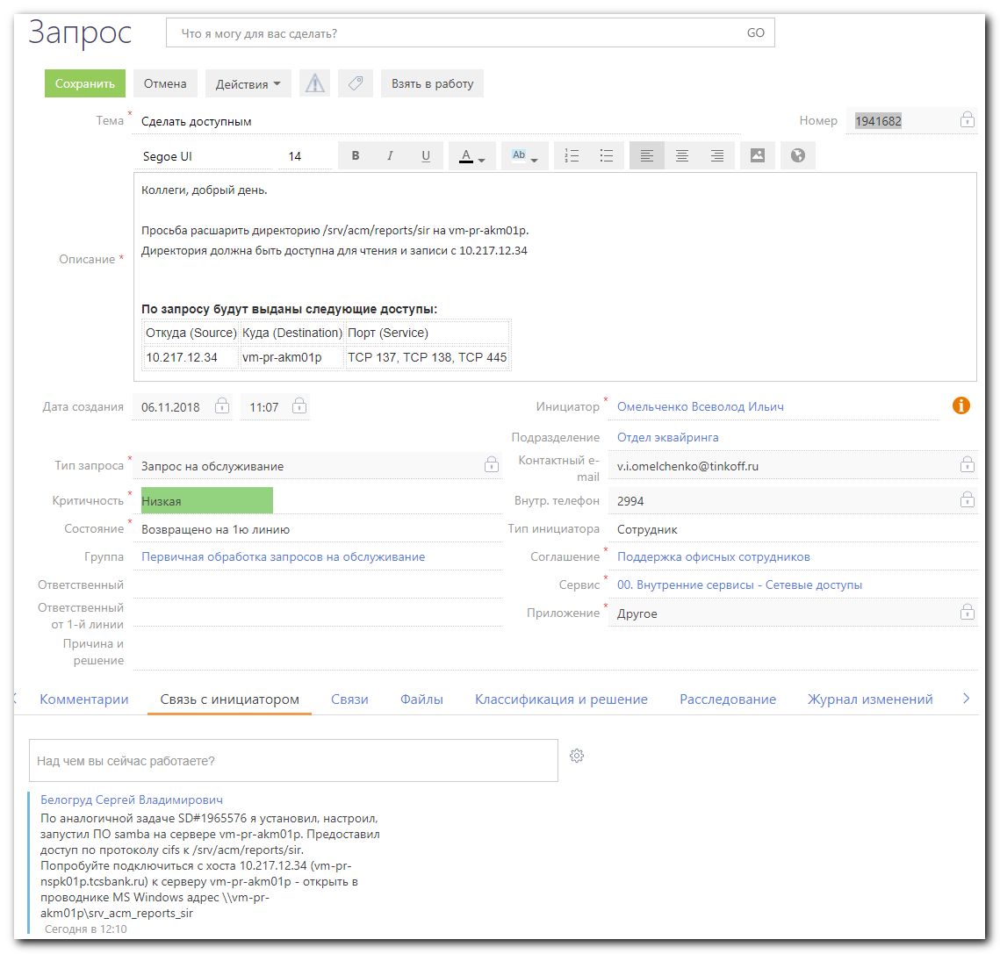 Запрос
Что я могу для вас сделать?
GO
Сохранить
Отмена
Действия
Взять в работу
Тема *
Сделать доступным
Номер
1941682
Segoe UI
14
B
I
U
A
Ab
Описание *
Коллеги, добрый день.
Просьба расшарить директорию /srv/acm/reports/sir на vm-pr-akm01p.
Директория должна быть доступна для чтения и записи с 10.217.12.34
По запросу будут выданы следующие доступы:
Откуда (Source) Куда (Destination) Порт (Service)
10.217.12.34 vm-pr-akm01p TCP 137, TCP 138, TCP 445
Дата создания
06.11.2018
11:07
Инициатор *
Омельченко Всеволод Ильич
Подразделение
Отдел эквайринга
Тип запроса *
Запрос на обслуживание
Контактный e-
mail
v.i.omelchenko@tinkoff.ru
Критичность *
Низкая
Внутр. телефон
2994
Состояние *
Возвращено на 1ю линию
Тип инициатора
Сотрудник
Группа
Первичная обработка запросов на обслуживание
Соглашение *
Поддержка офисных сотрудников
Ответственный
Сервис *
00. Внутренние сервисы - Сетевые доступы
Ответственный
от 1-й линии
Приложение *
Другое
Причина и
решение
Комментарии
Связь с инициатором
Связи
Файлы
Классификация и решение
Расследование
Журнал изменений
Над чем вы сейчас работаете?
Белогруд Сергей Владимирович
По аналогичной задаче SD#1965576 я установил, настроил,
запустил ПО samba на сервере vm-pr-akm01p. Предоставил
доступ по протоколу cifs к /srv/acm/reports/sir.
Попробуйте подключиться с хоста 10.217.12.34 (vm-pr-
nspk01p.tcsbank.ru) к серверу vm-pr-akm01p - открыть в
проводнике MS Windows адрес \\vm-pr-
akm01p\srv_acm_reports_sir
Сегодня в 12:10